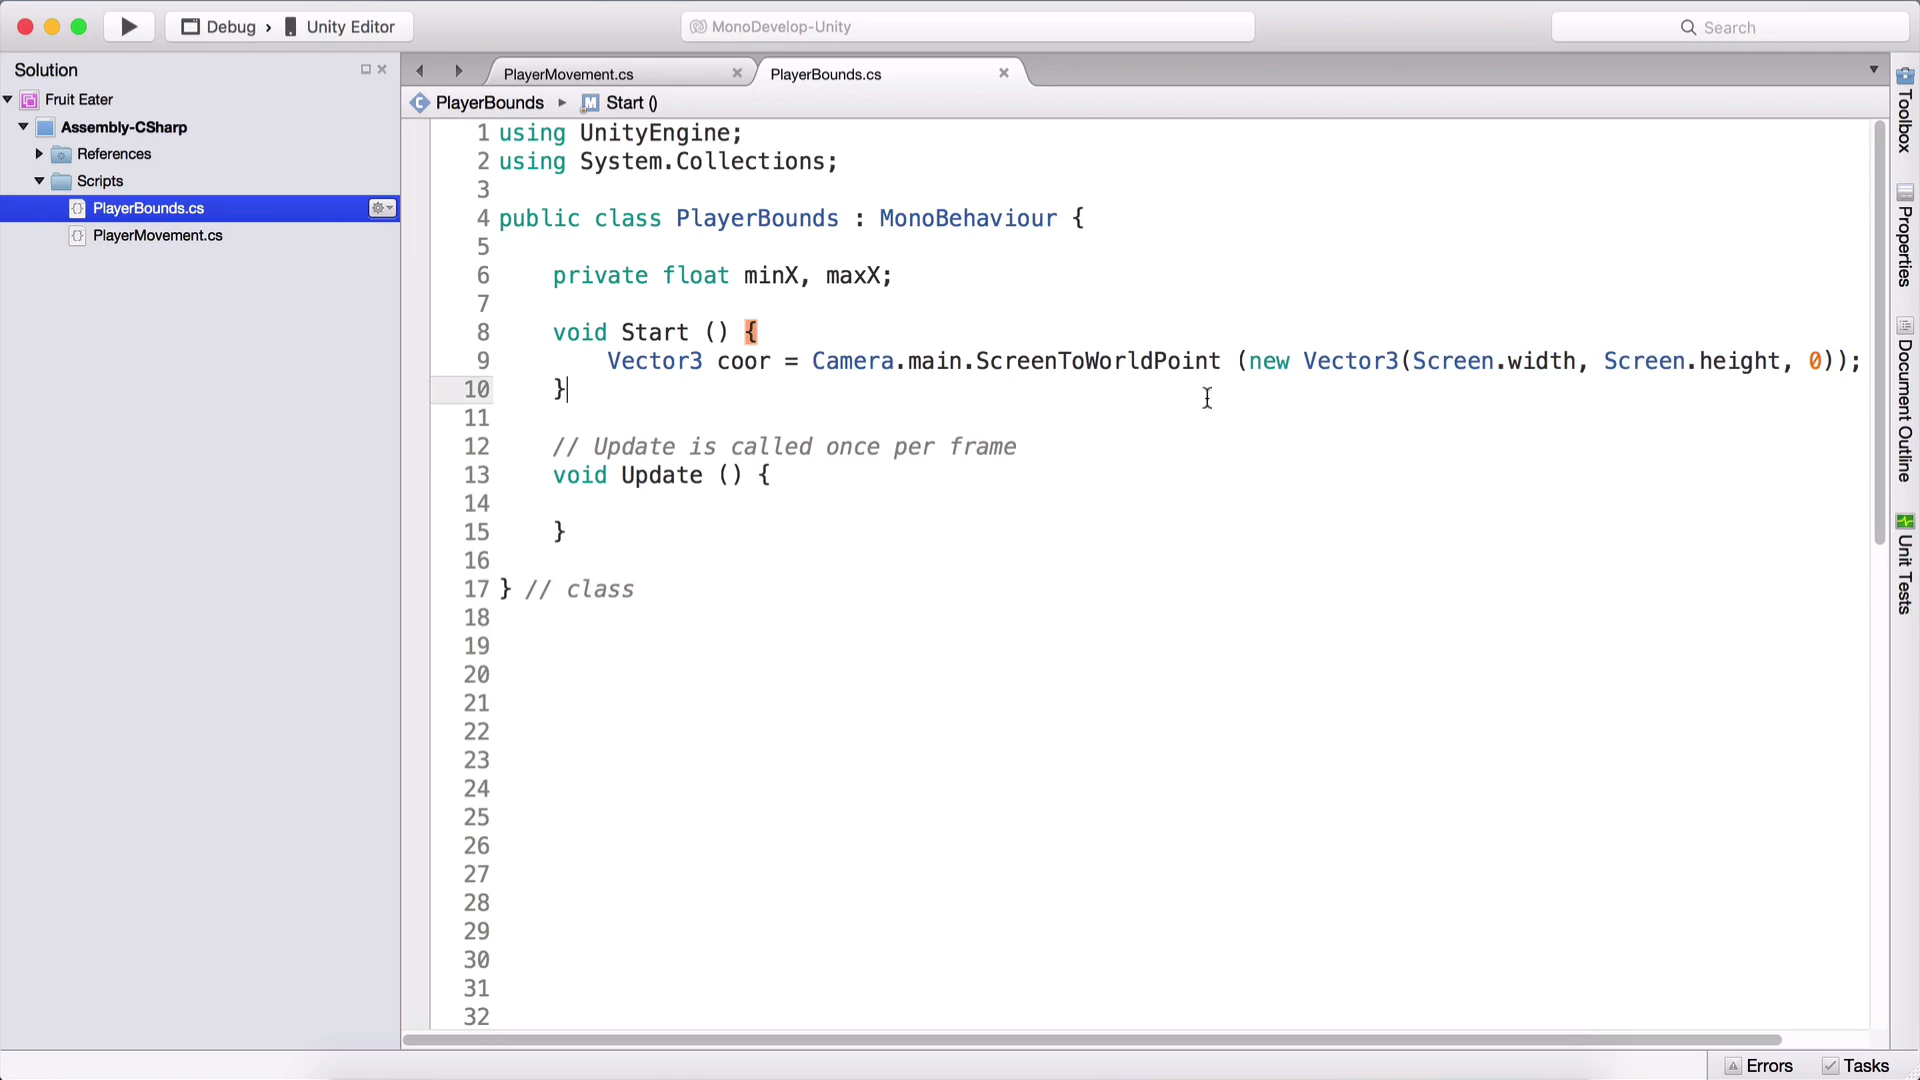 Debug › Unity Editor
MonoDevelop-Unity
Search
Solution
Fruit Eater
Assembly-CSharp
References
Scripts
PlayerBounds.cs
PlayerMovement.cs
PlayerMovement.cs
PlayerBounds.cs
PlayerBounds
Start ()
1 using UnityEngine;
2 using System.Collections;
3
4 public class PlayerBounds : MonoBehaviour {
5
6 private float minX, maxX;
7
8 void Start () {
9 Vector3 coor = Camera.main.ScreenToWorldPoint (new Vector3(Screen.width, Screen.height, 0));
10 }
11
12 // Update is called once per frame
13 void Update () {
14
15 }
16
17 } // class
18
19
20
21
22
23
24
25
26
27
28
29
30
31
32
Toolbox
Properties
Document Outline
Unit Tests
Errors
Tasks